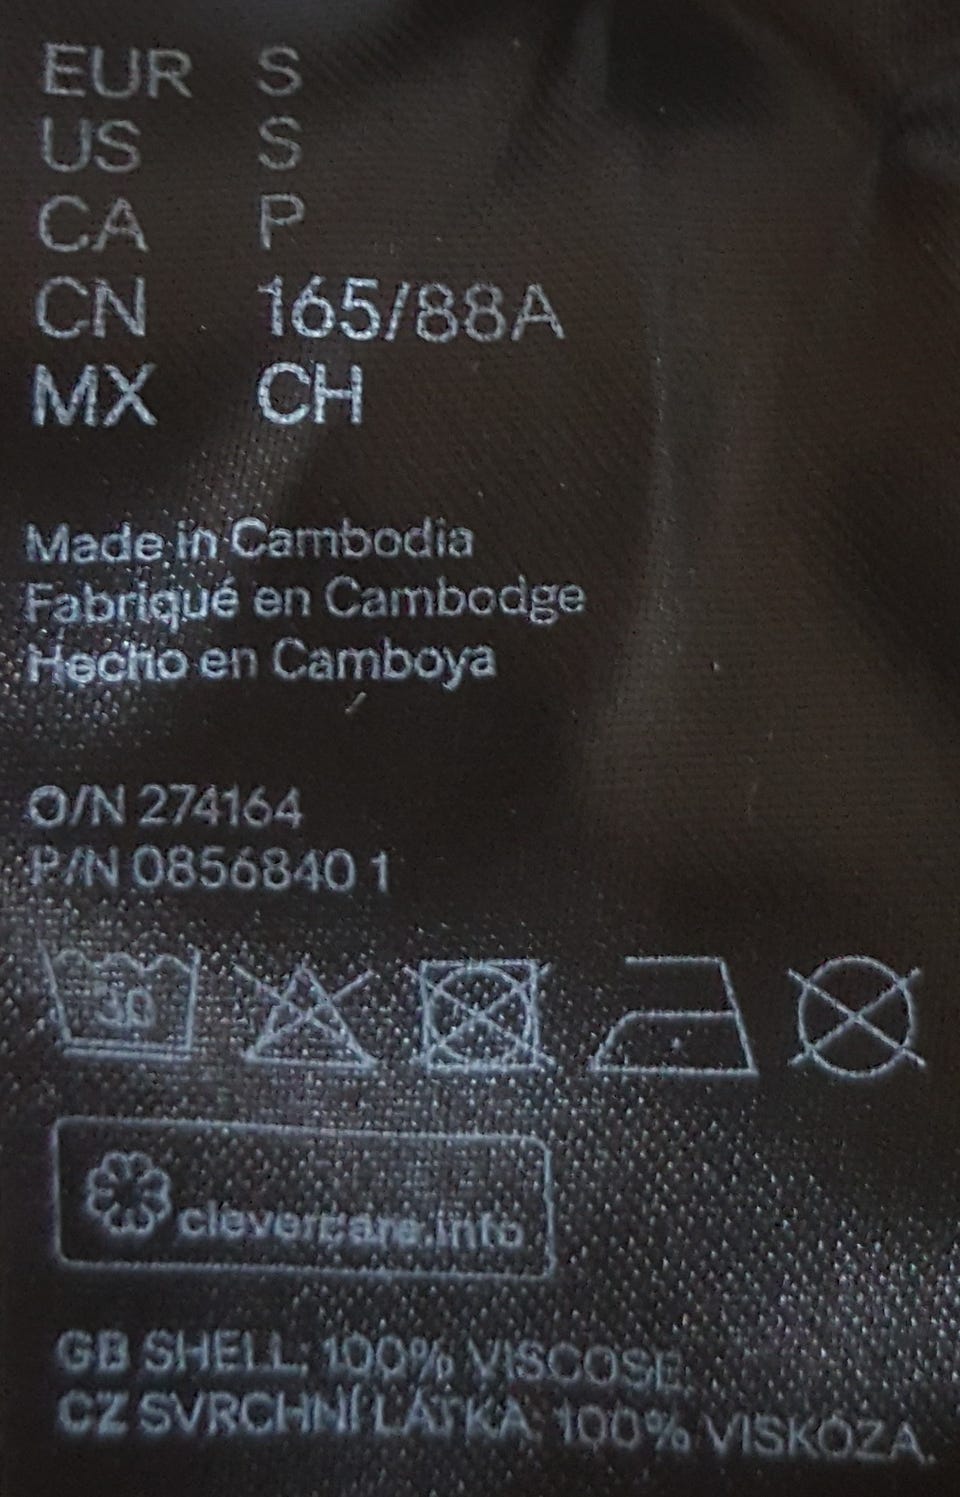 EUR S
US S
CA P
CN 165/88A
MX CH
Made in Cambodia
Fabriqué en Cambodge
Hecho en Camboya
O/N 274164
P/N 0856840 1
30
clevercare.info
GB SHELL: 100% VISCOSE.
CZ SVRCHNÍ LÁTKA: 100% VISKÓZA.